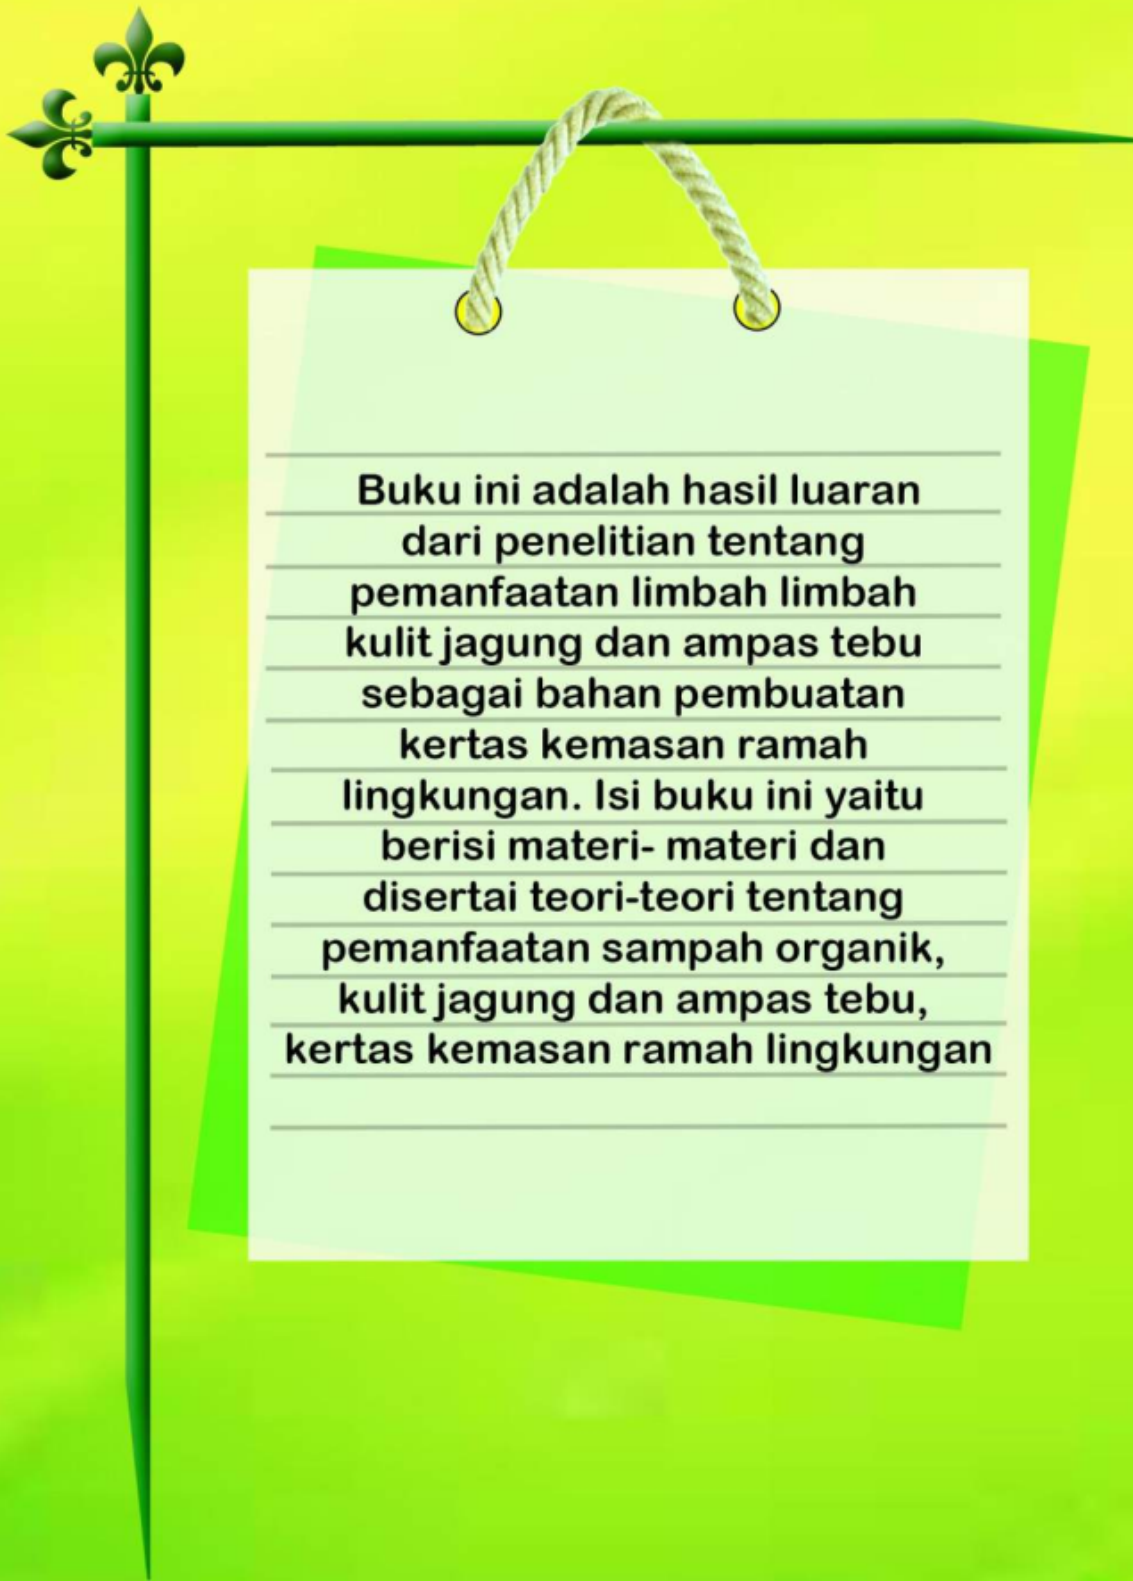 Buku ini adalah hasil luaran
dari penelitian tentang
pemanfaatan limbah limbah
kulit jagung dan ampas tebu
sebagai bahan pembuatan
kertas kemasan ramah
lingkungan. Isi buku ini yaitu
berisi materi- materi dan
disertai teori-teori tentang
pemanfaatan sampah organik,
kulit jagung dan ampas tebu,
kertas kemasan ramah lingkungan